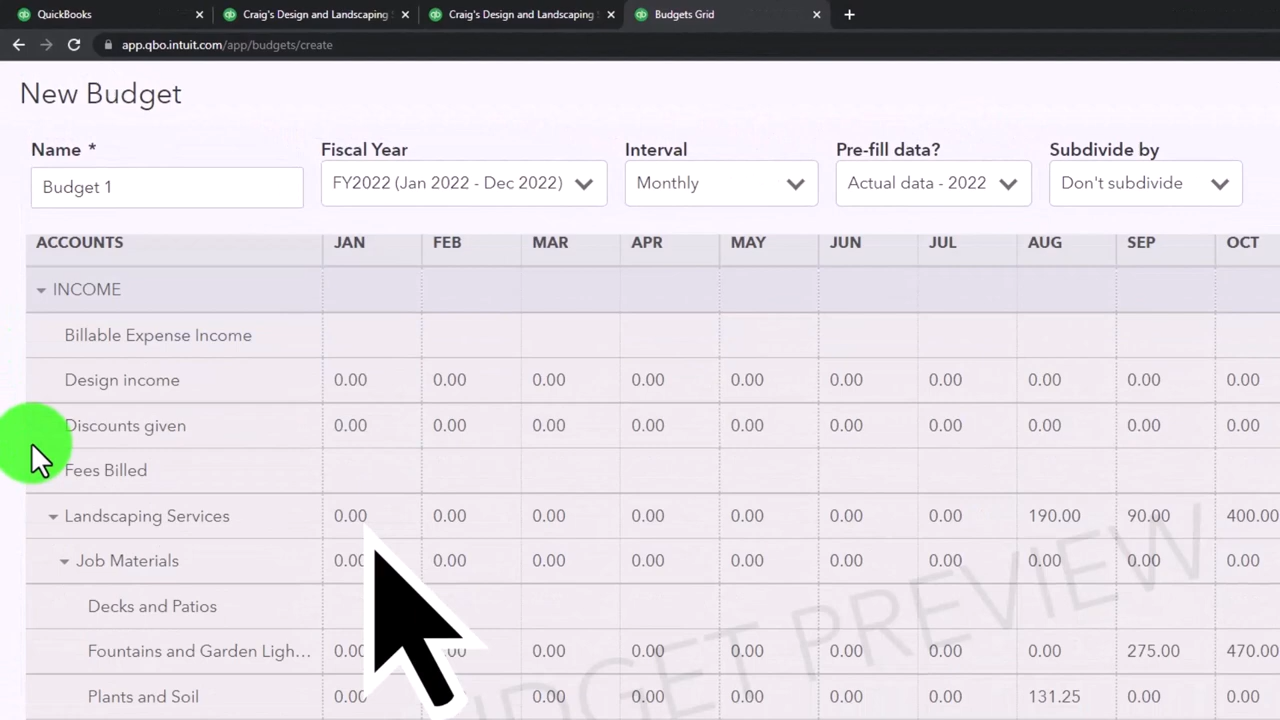 QuickBooks
Craig's Design and Landscaping
Craig's Design and Landscaping
Budgets Grid
app.qbo.intuit.com/app/budgets/create
New Budget
Name * Fiscal Year Interval Pre-fill data? Subdivide by
Budget 1 FY2022 (Jan 2022 - Dec 2022) Monthly Actual data - 2022 Don't subdivide
ACCOUNTS JAN FEB MAR APR MAY JUN JUL AUG SEP OCT
INCOME
Billable Expense Income
Design income 0.00 0.00 0.00 0.00 0.00 0.00 0.00 0.00 0.00 0.00
Discounts given 0.00 0.00 0.00 0.00 0.00 0.00 0.00 0.00 0.00 0.00
Fees Billed
Landscaping Services 0.00 0.00 0.00 0.00 0.00 0.00 0.00 190.00 90.00 400.00
Job Materials 0.00 0.00 0.00 0.00 0.00 0.00 0.00 0.00 0.00 0.00
Decks and Patios
Fountains and Garden Ligh... 0.00 0.00 0.00 0.00 0.00 0.00 0.00 275.00 470.00
Plants and Soil 0.00 0.00 0.00 0.00 0.00 0.00 0.00 131.25 0.00 0.00
BUDGET PREVIEW